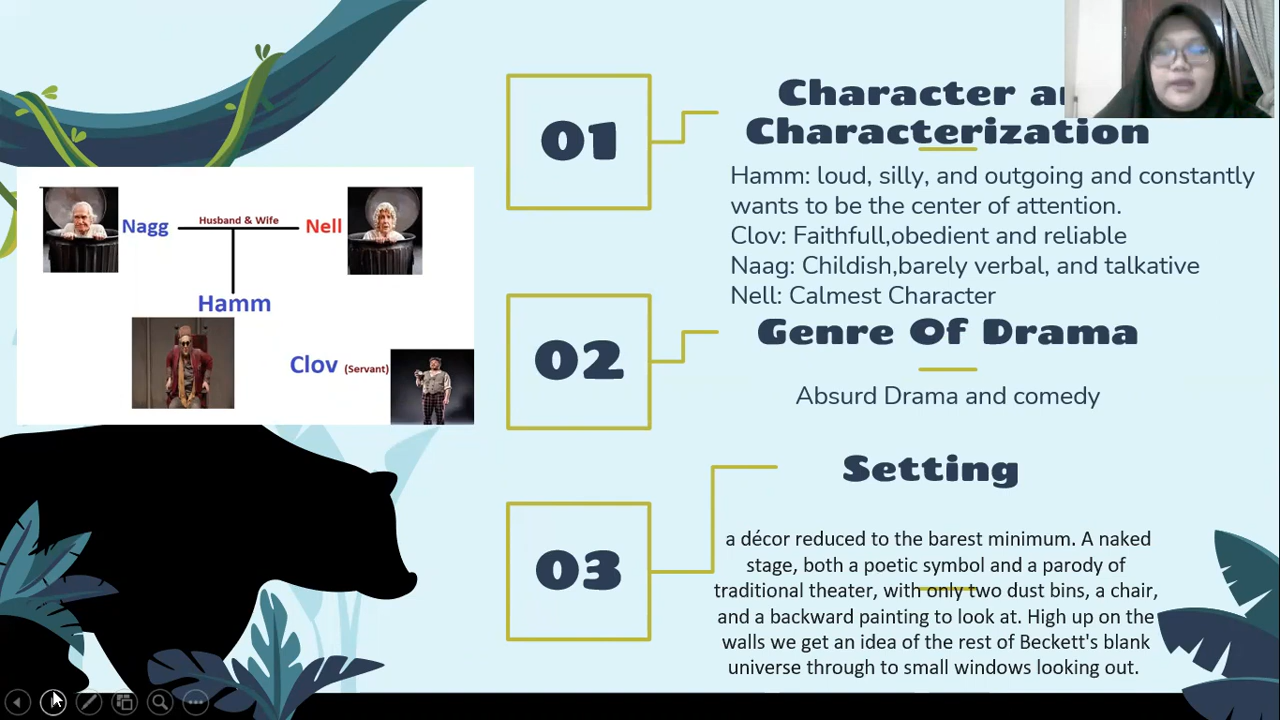 Nagg
Husband & Wife
Nell
Hamm
Clov (Servant)
01
Character
Characterization
Hamm: loud, silly, and outgoing and constantly
wants to be the center of attention.
Clov: Faithfull,obedient and reliable
Naag: Childish,barely verbal, and talkative
Nell: Calmest Character
02
Genre Of Drama
Absurd Drama and comedy
03
Setting
a décor reduced to the barest minimum. A naked
stage, both a poetic symbol and a parody of
traditional theater, with only two dust bins, a chair,
and a backward painting to look at. High up on the
walls we get an idea of the rest of Beckett's blank
universe through to small windows looking out.